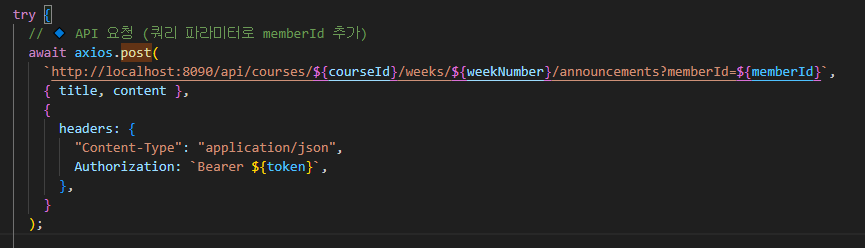 try {
// 🔹 API 요청 (쿼리 파라미터로 memberId 추가)
await axios.post(
`http://localhost:8090/api/courses/${courseId}/weeks/${weekNumber}/announcements?memberId=${memberId}`,
{ title, content },
{
headers: {
"Content-Type": "application/json",
Authorization: `Bearer ${token}`,
},
}
);